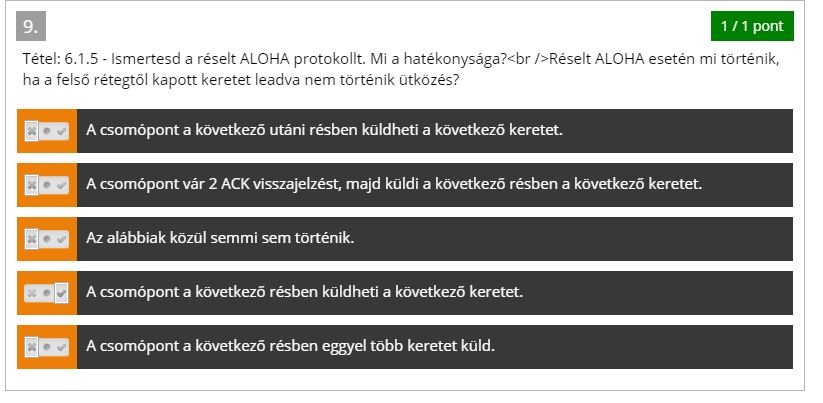 9.
1 / 1 pont
Tétel: 6.1.5 - Ismertesd a réselt ALOHA protokollt. Mi a hatékonysága?<br />Réselt ALOHA esetén mi történik,
ha a felső rétegtől kapott keretet leadva nem történik ütközés?
A csomópont a következő utáni résben küldheti a következő keretet.
A csomópont vár 2 ACK visszajelzést, majd küldi a következő résben a következő keretet.
Az alábbiak közül semmi sem történik.
A csomópont a következő résben küldheti a következő keretet.
A csomópont a következő résben eggyel több keretet küld.